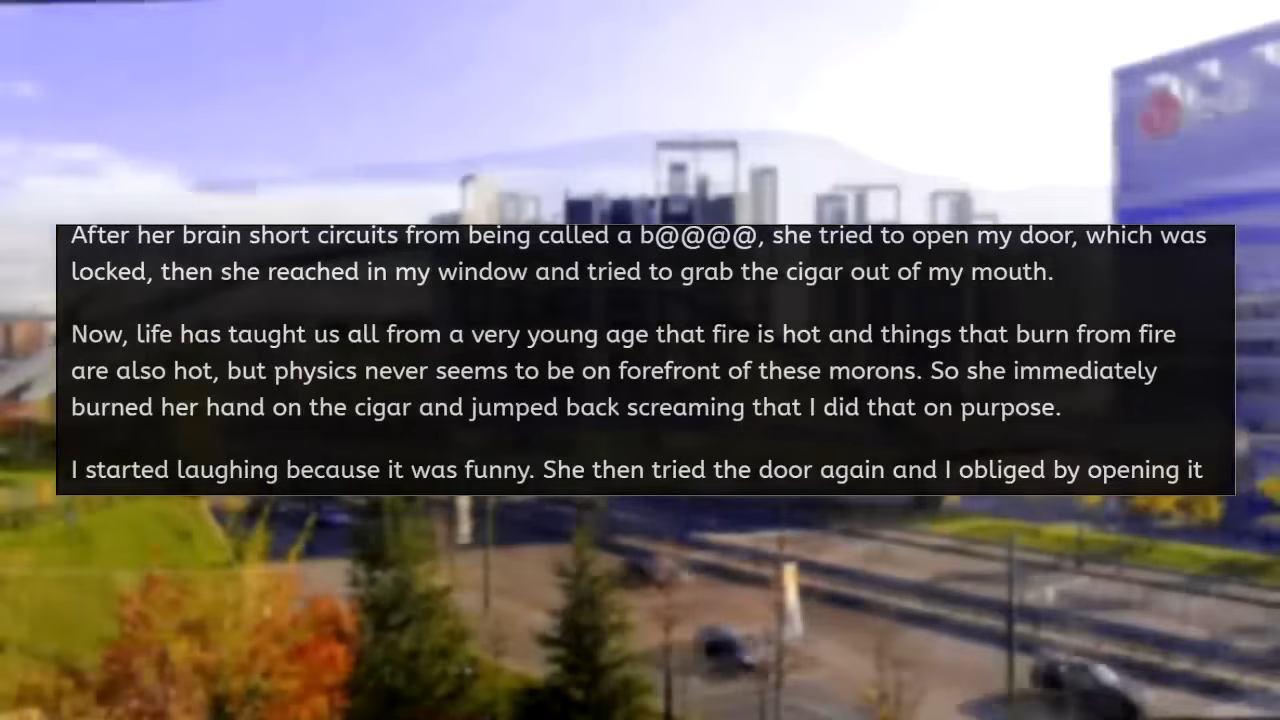 After her brain short circuits from being called a b@@@@, she tried to open my door, which was
locked, then she reached in my window and tried to grab the cigar out of my mouth.
Now, life has taught us all from a very young age that fire is hot and things that burn from fire
are also hot, but physics never seems to be on forefront of these morons. So she immediately
burned her hand on the cigar and jumped back screaming that I did that on purpose.
I started laughing because it was funny. She then tried the door again and I obliged by opening it